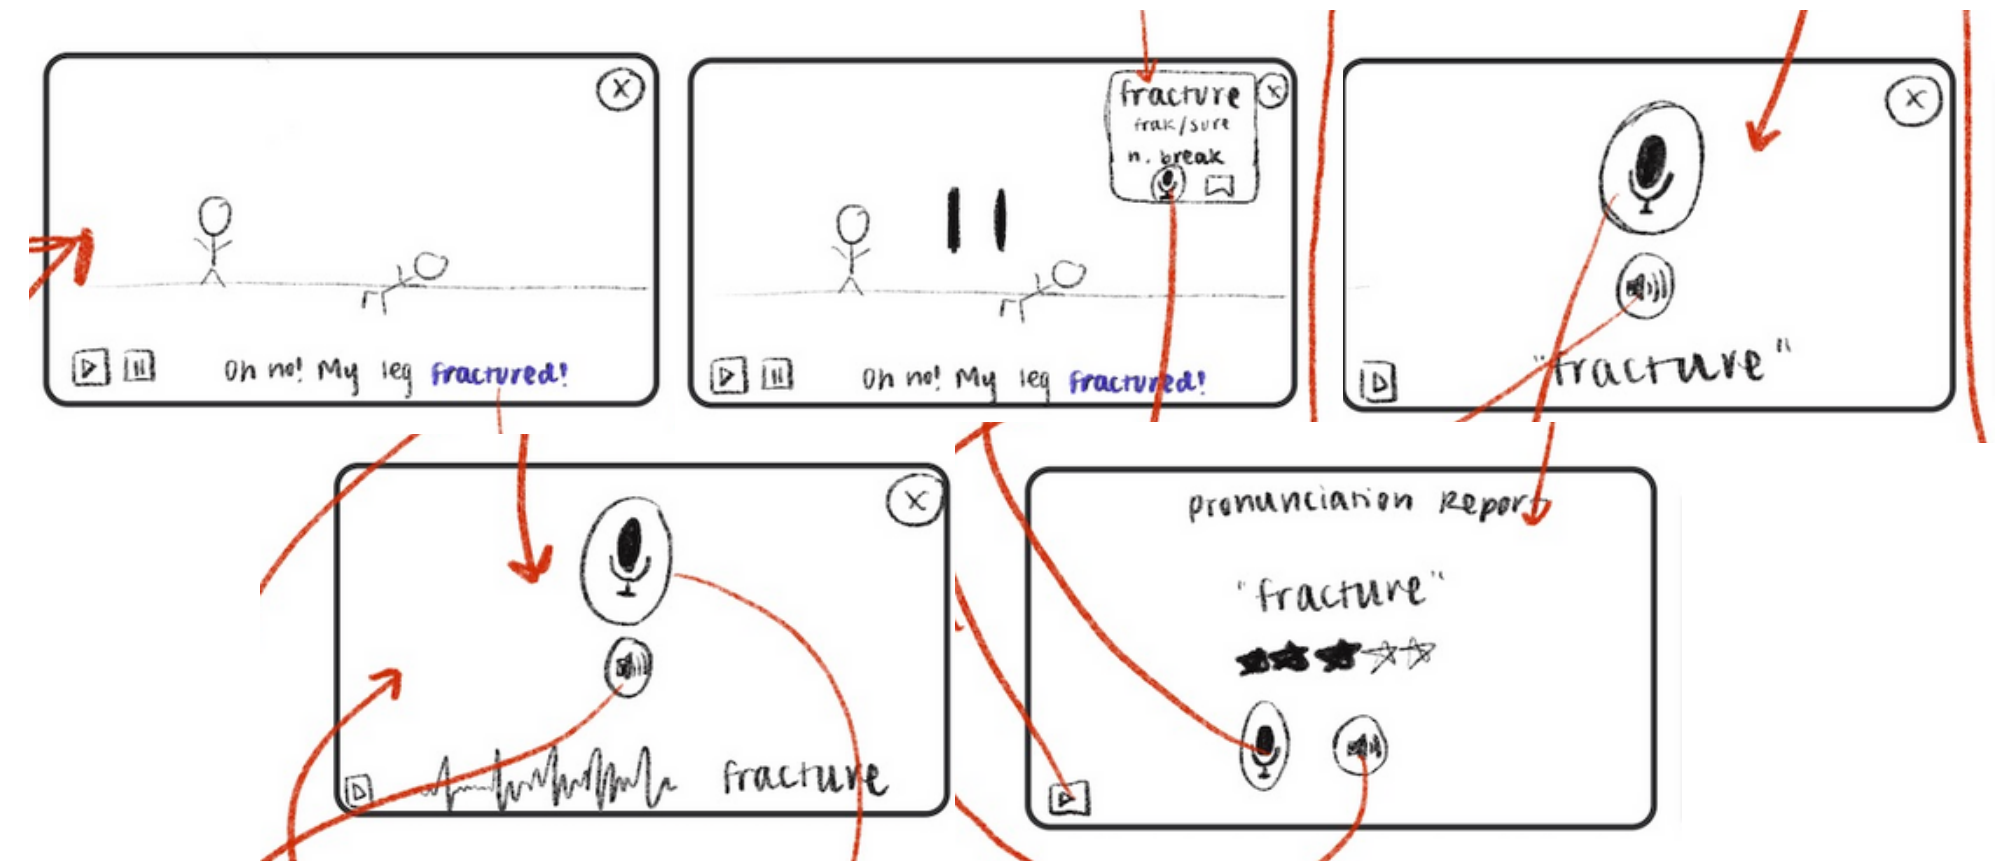 X
Oh no! My leg fractured!
fracture
X
frak/sure
n. break
Oh no! My leg fractured!
X
"fracture"
X
fracture
Pronunciation Report
"fracture"